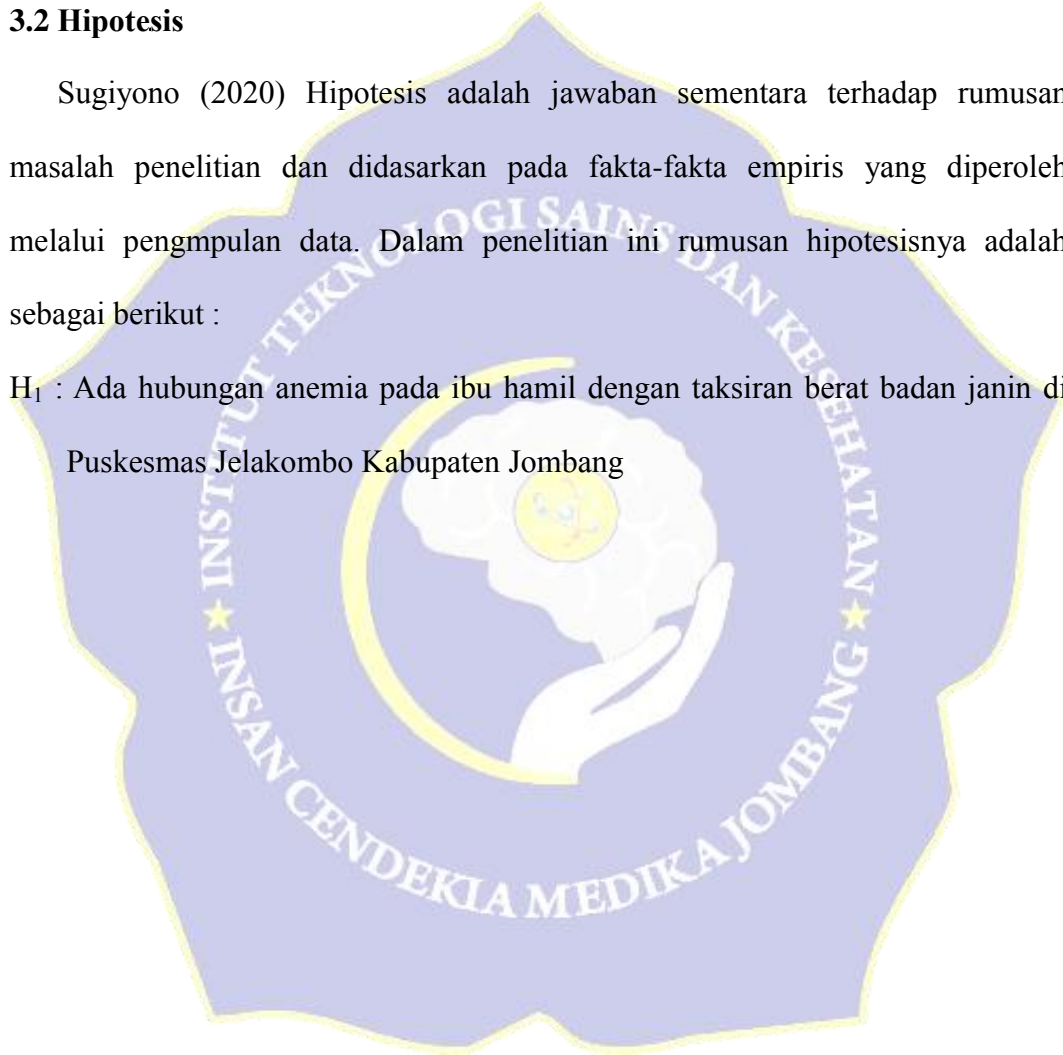 3.2 Hipotesis
Sugiyono (2020) Hipotesis adalah jawaban sementara terhadap rumusan
masalah penelitian dan didasarkan pada fakta-fakta empiris yang diperoleh
melalui pengmpulan data. Dalam penelitian ini rumusan hipotesisnya adalah
sebagai berikut :
H₁ : Ada hubungan anemia pada ibu hamil dengan taksiran berat badan janin di
Puskesmas Jelakombo Kabupaten Jombang
INSTITUT TEKNOLOGI SAINS DAN KESEHATAN
INSAN CENDEKIA MEDIKA JOMBANG